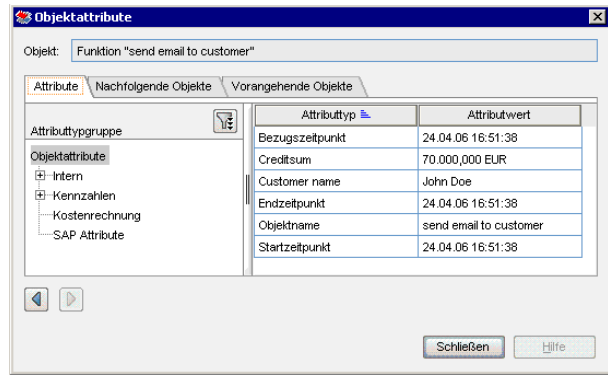 Objektattribute
Objekt: Funktion "send email to customer"
Attribute Nachfolgende Objekte Vorangehende Objekte
Attributtypgruppe
Objektattribute
Intern
Kennzahlen
Kostenrechnung
SAP Attribute
Attributtyp Attributwert
Bezugszeitpunkt 24.04.06 16:51:38
Creditsum 70.000,000 EUR
Customer name John Doe
Endzeitpunkt 24.04.06 16:51:38
Objektname send email to customer
Startzeitpunkt 24.04.06 16:51:38
Schließen Hilfe